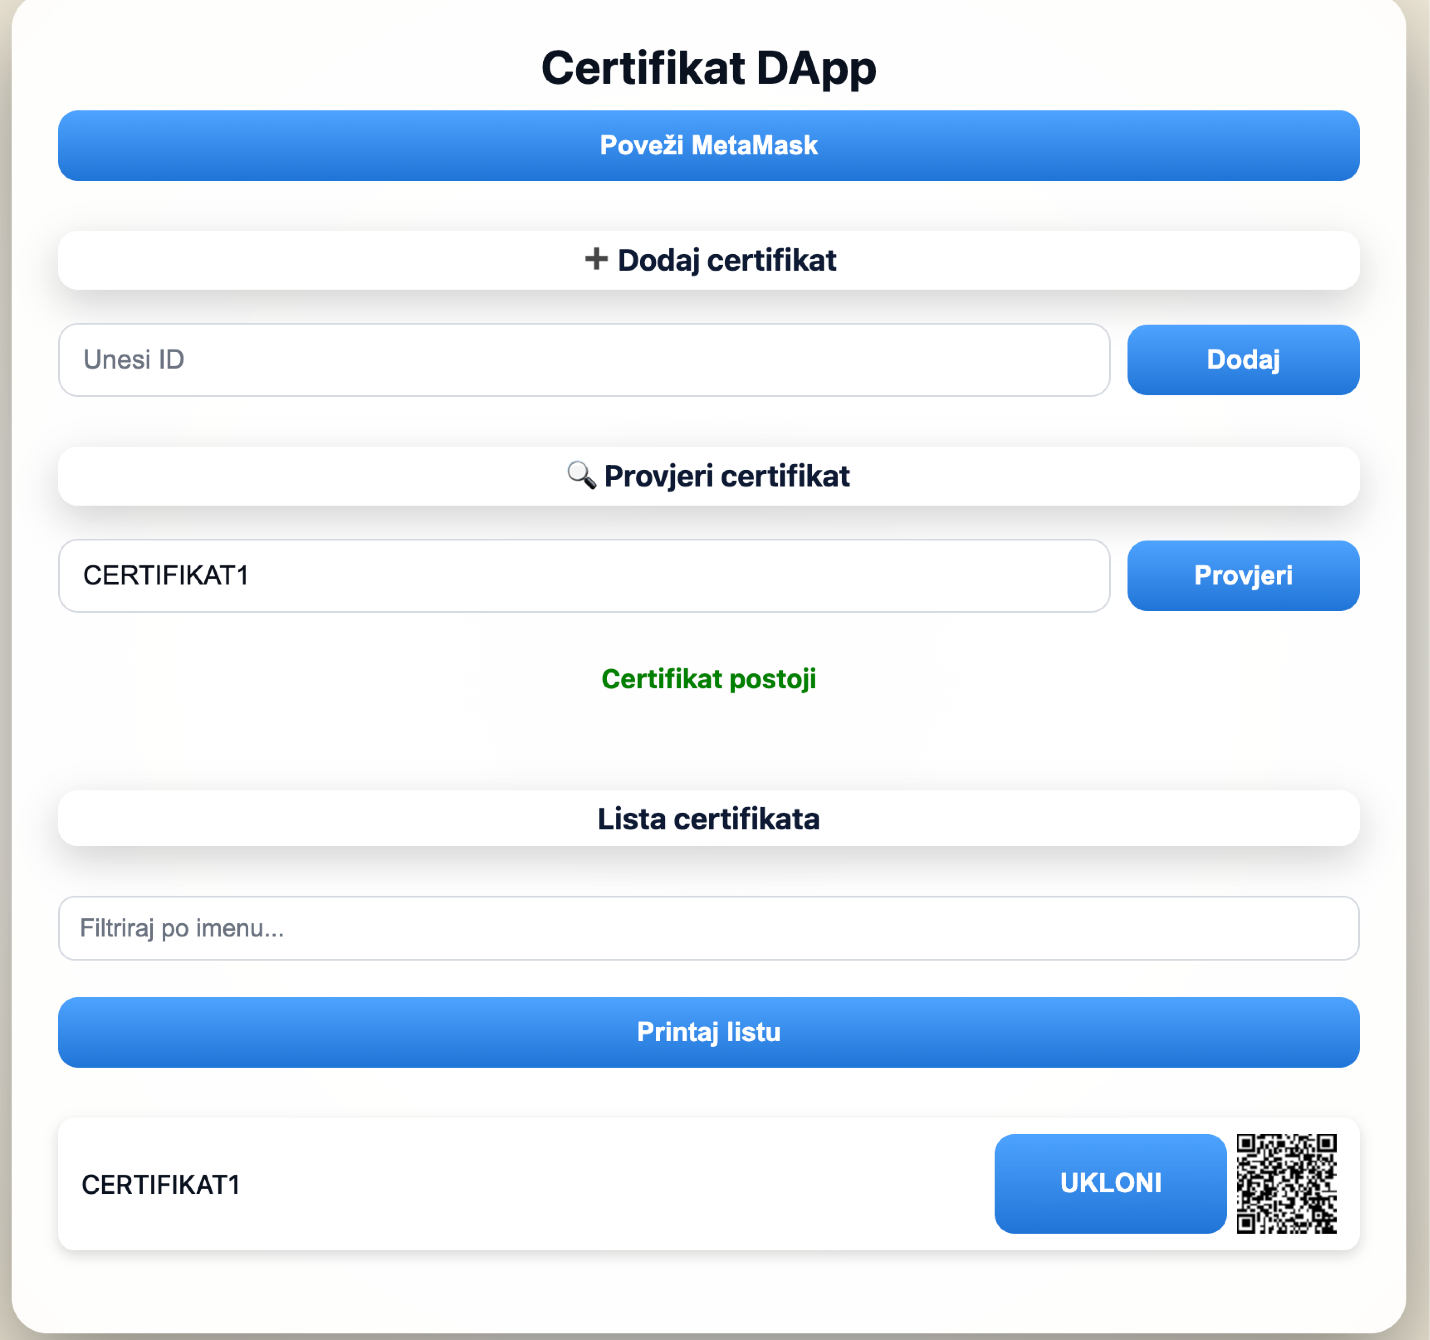 Certifikat DApp
Poveži MetaMask
➕ Dodaj certifikat
Unesi ID
Dodaj
🔍 Provjeri certifikat
CERTIFIKAT1
Provjeri
Certifikat postoji
Lista certifikata
Filtriraj po imenu...
Printaj listu
CERTIFIKAT1
UKLONI